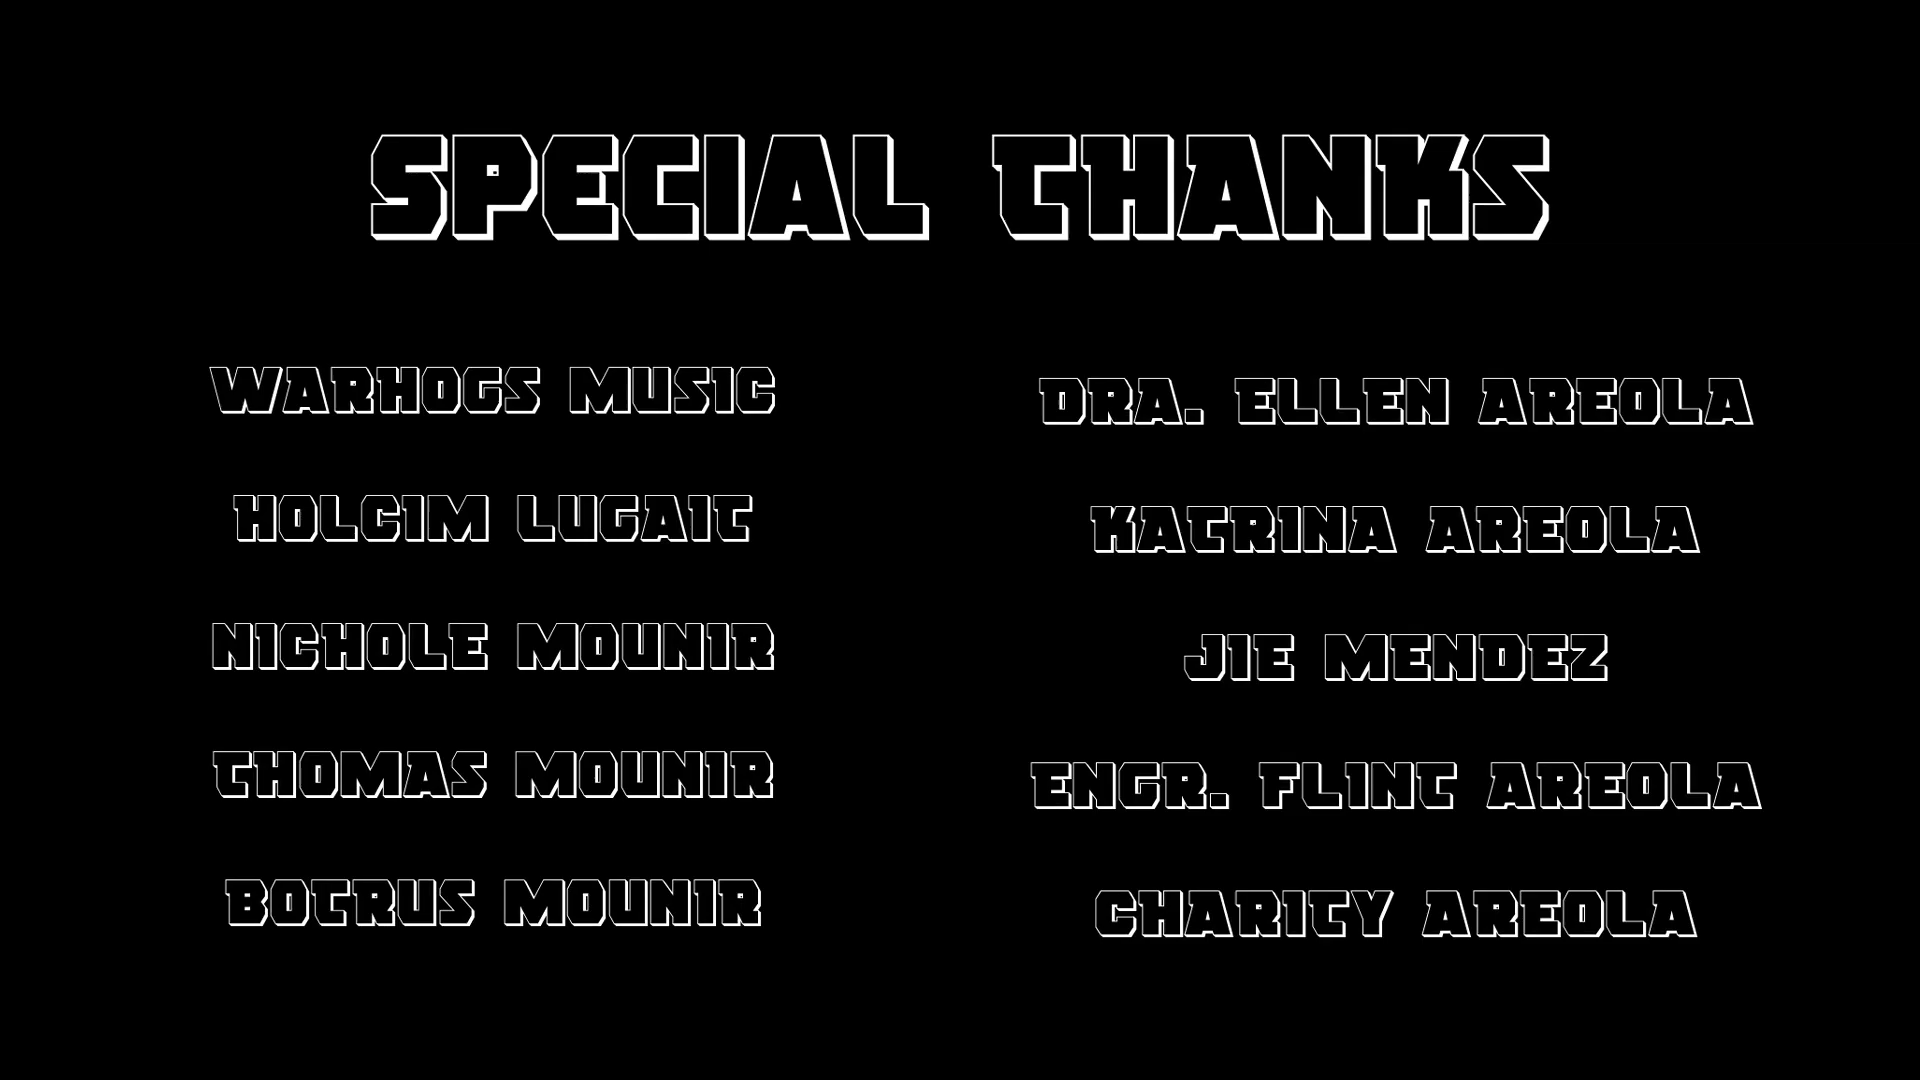 SPECIAL THANKS
WARHOGS MUSIC
HOLCIM LUGAIT
NICHOLE MOUNIR
THOMAS MOUNIR
BOTRUS MOUNIR
DRA. ELLEN AREOLA
KATRINA AREOLA
JIE MENDEZ
ENGR. FLINT AREOLA
CHARITY AREOLA